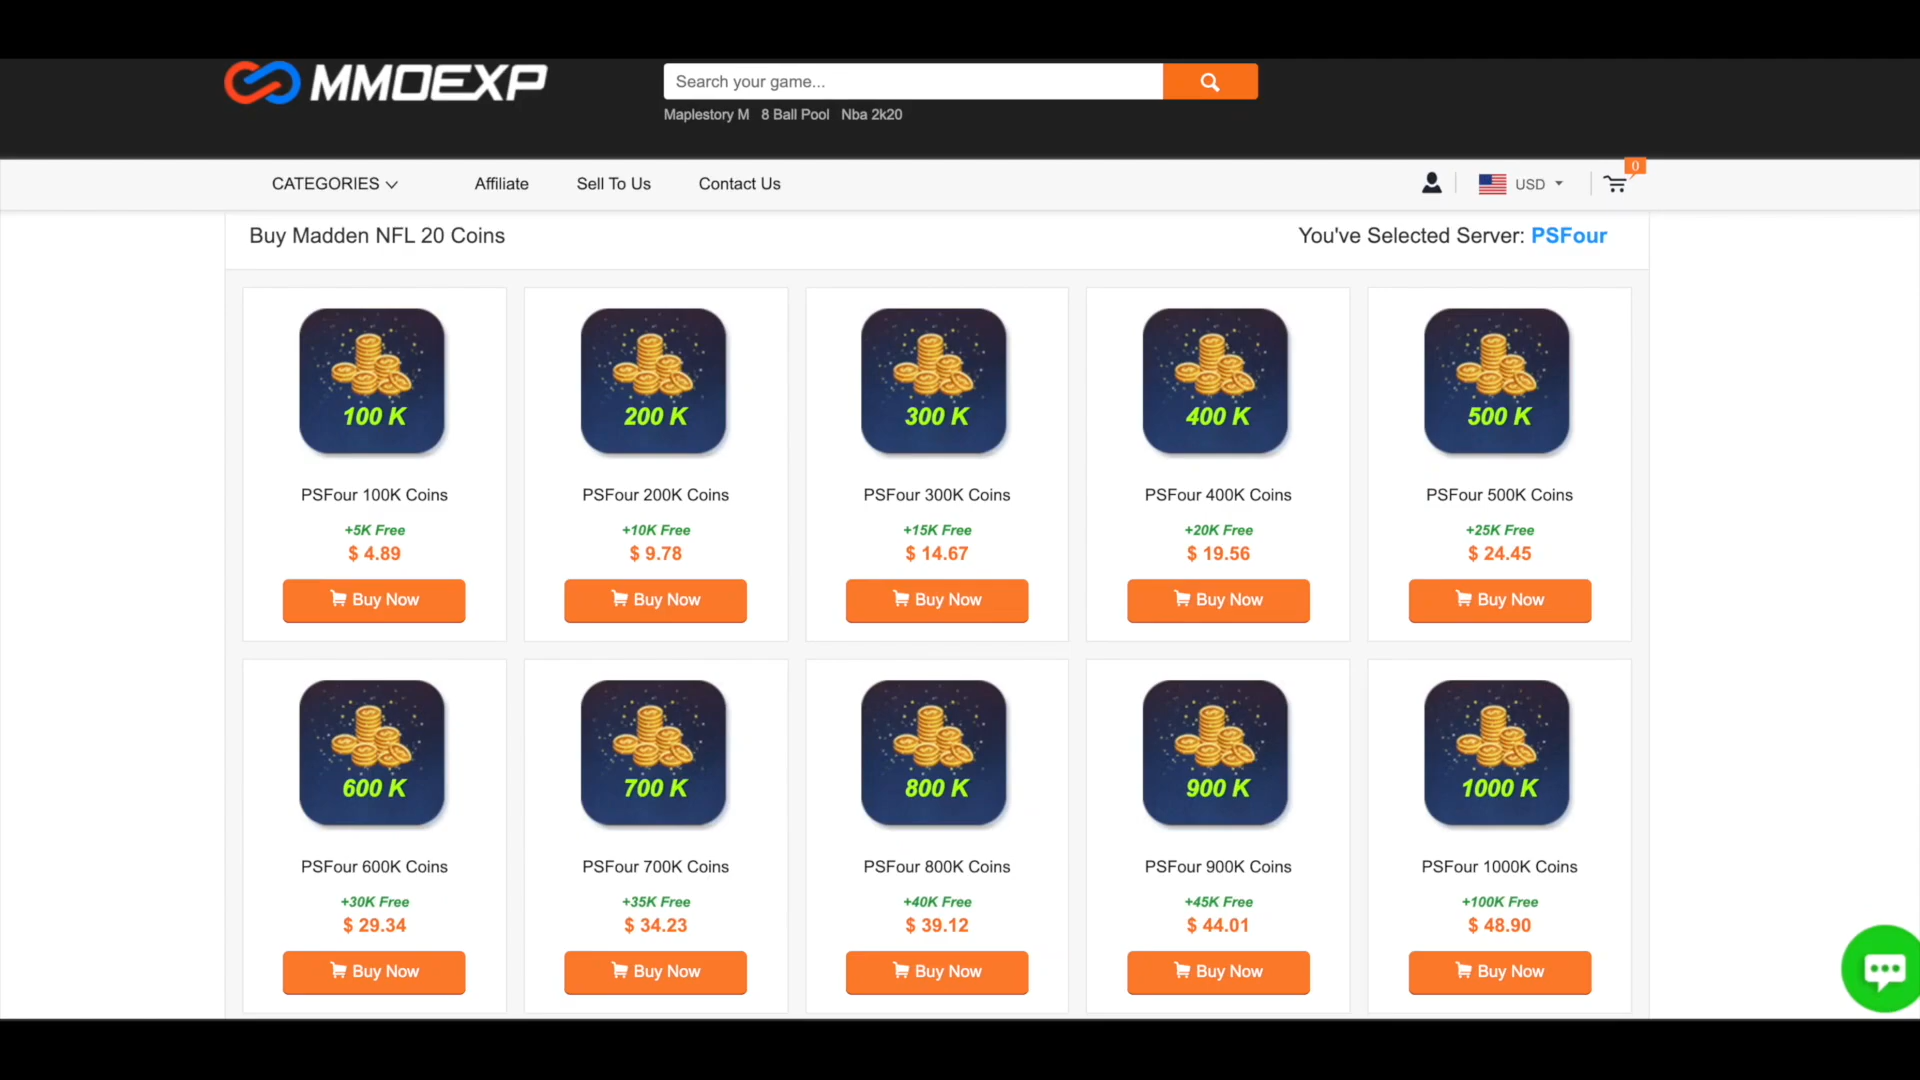 MMOEXP
Search your game...
Maplestory M 8 Ball Pool Nba 2k20
0
CATEGORIES Affiliate Sell To Us Contact Us USD
Buy Madden NFL 20 Coins You've Selected Server: PSFour
100 K 200 K 300 K 400 K 500 K
PSFour 100K Coins PSFour 200K Coins PSFour 300K Coins PSFour 400K Coins PSFour 500K Coins
+5K Free +10K Free +15K Free +20K Free +25K Free
$ 4.89 $ 9.78 $ 14.67 $ 19.56 $ 24.45
Buy Now Buy Now Buy Now Buy Now Buy Now
600 K 700 K 800 K 900 K 1000 K
PSFour 600K Coins PSFour 700K Coins PSFour 800K Coins PSFour 900K Coins PSFour 1000K Coins
+30K Free +35K Free +40K Free +45K Free +100K Free
$ 29.34 $ 34.23 $ 39.12 $ 44.01 $ 48.90
Buy Now Buy Now Buy Now Buy Now Buy Now